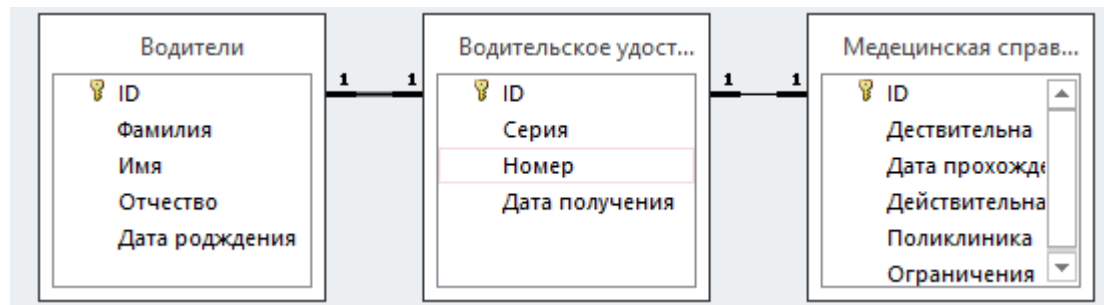 Водители
ID
Фамилия
Имя
Отчество
Дата родждения
1 1
Водительское удост...
ID
Серия
Номер
Дата получения
1 1
Медецинская справ...
ID
Дествительна
Дата прохожде
Действительна
Поликлиника
Ограничения